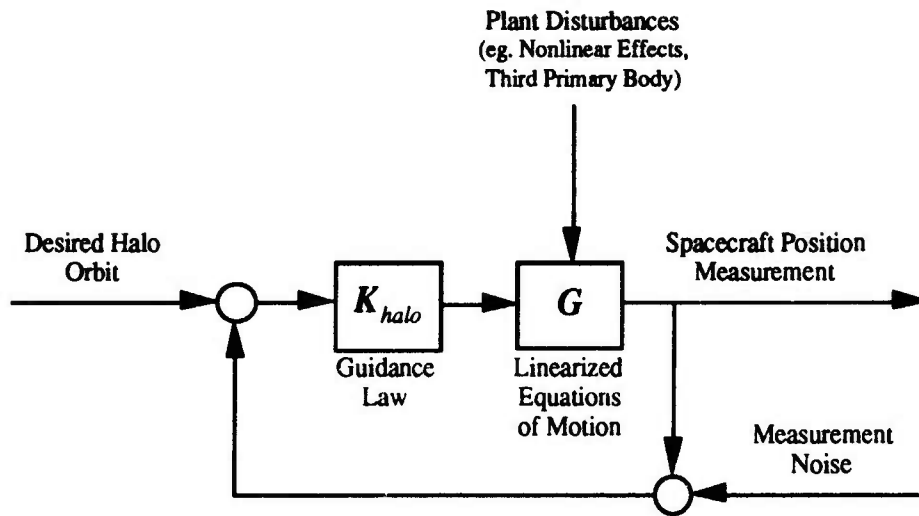 Plant Disturbances
(eg. Nonlinear Effects,
Third Primary Body)
Desired Halo
Orbit
Spacecraft Position
Measurement
K halo
G
Guidance
Law
Linearized
Equations
of Motion
Measurement
Noise